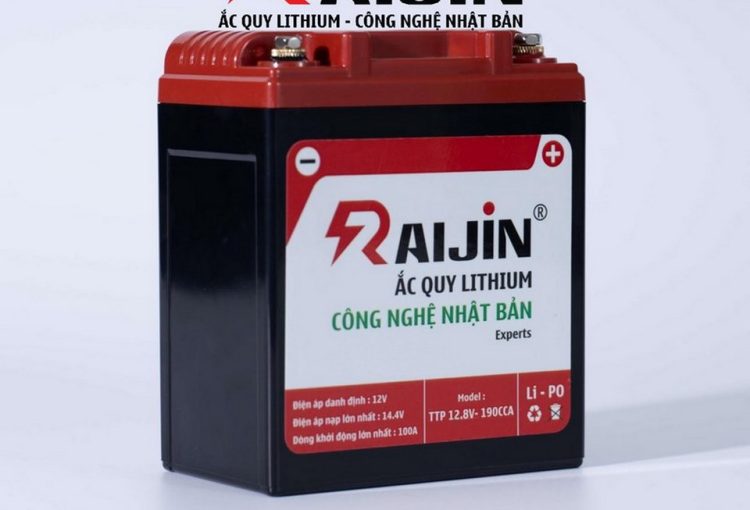 RAIJIN
ẮC QUY LITHIUM - CÔNG NGHỆ NHẬT BẢN
RAIJIN®
ẮC QUY LITHIUM
CÔNG NGHỆ NHẬT BẢN
Experts
Điện áp danh định : 12V
Điện áp nạp lớn nhất : 14.4V
Dòng khởi động lớn nhất : 100A
Model :
TTP 12.8V- 190CCA
Li - PO